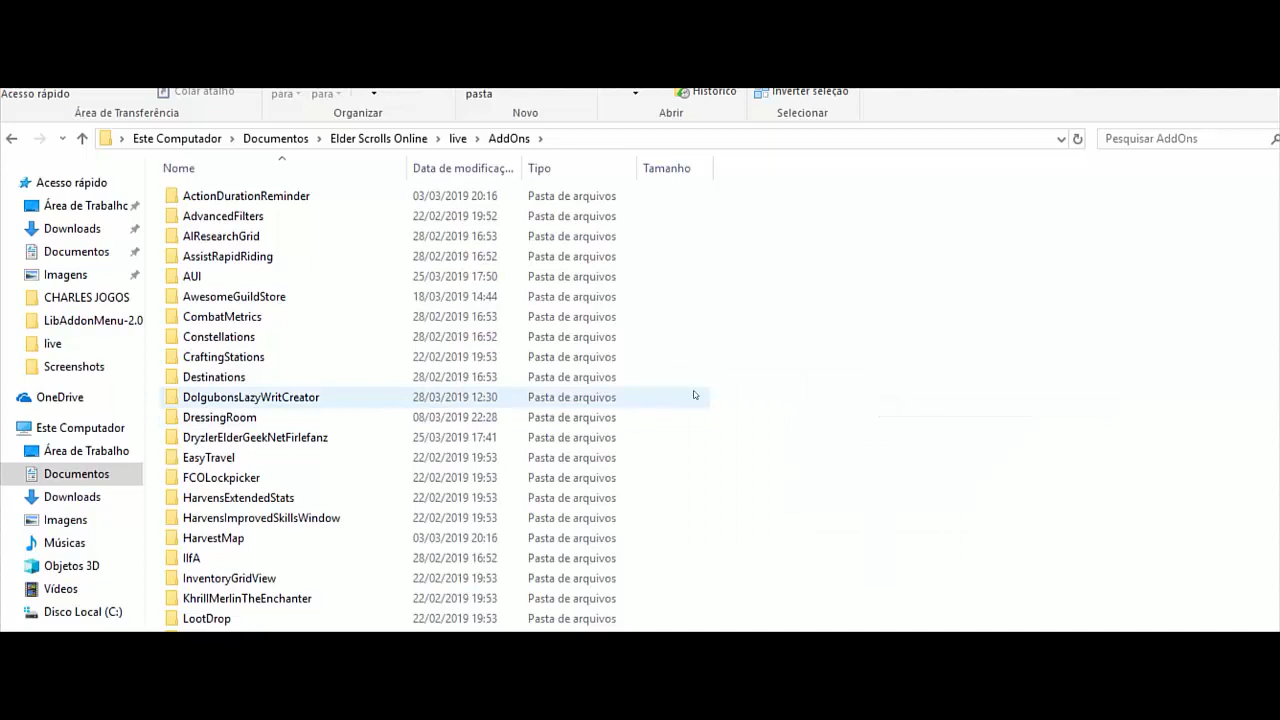 Acesso rápido Colar atalho para para pasta Histórico Inverter seleção
Área de Transferência Organizar Novo Abrir Selecionar
Este Computador Documentos Elder Scrolls Online live AddOns Pesquisar AddOns
Nome Data de modificaç... Tipo Tamanho
Acesso rápido
Área de Trabalhc
Downloads
Documentos
Imagens
CHARLES JOGOS
LibAddonMenu-2.0
live
Screenshots
OneDrive
Este Computador
Área de Trabalho
Documentos
Downloads
Imagens
Músicas
Objetos 3D
Vídeos
Disco Local (C:)
ActionDurationReminder 03/03/2019 20:16 Pasta de arquivos
AdvancedFilters 22/02/2019 19:52 Pasta de arquivos
AIResearchGrid 28/02/2019 16:53 Pasta de arquivos
AssistRapidRiding 28/02/2019 16:52 Pasta de arquivos
AUI 25/03/2019 17:50 Pasta de arquivos
AwesomeGuildStore 18/03/2019 14:44 Pasta de arquivos
CombatMetrics 28/02/2019 16:53 Pasta de arquivos
Constellations 28/02/2019 16:52 Pasta de arquivos
CraftingStations 22/02/2019 19:53 Pasta de arquivos
Destinations 28/02/2019 16:53 Pasta de arquivos
DolgubonsLazyWritCreator 28/03/2019 12:30 Pasta de arquivos
DressingRoom 08/03/2019 22:28 Pasta de arquivos
DryzlerElderGeekNetFirlefanz 25/03/2019 17:41 Pasta de arquivos
EasyTravel 22/02/2019 19:53 Pasta de arquivos
FCOLockpicker 22/02/2019 19:53 Pasta de arquivos
HarvensExtendedStats 22/02/2019 19:53 Pasta de arquivos
HarvensImprovedSkillsWindow 22/02/2019 19:53 Pasta de arquivos
HarvestMap 03/03/2019 20:16 Pasta de arquivos
IIfA 28/02/2019 16:52 Pasta de arquivos
InventoryGridView 22/02/2019 19:53 Pasta de arquivos
KhrillMerlinTheEnchanter 22/02/2019 19:53 Pasta de arquivos
LootDrop 22/02/2019 19:53 Pasta de arquivos